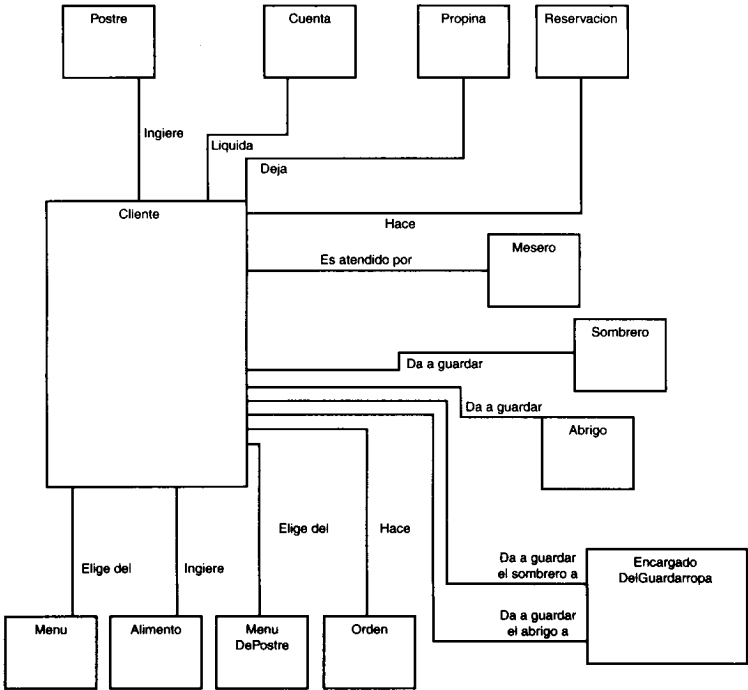 Postre
Cuenta
Propina
Reservacion
Ingiere
Liquida
Deja
Cliente
Hace
Mesero
Es atendido por
Sombrero
Da a guardar
Da a guardar
Abrigo
Elige del
Hace
Elige del
Ingiere
Da a guardar
el sombrero a
Encargado
DelGuardarropa
Da a guardar
el abrigo a
Menu
Alimento
Menu
DePostre
Orden